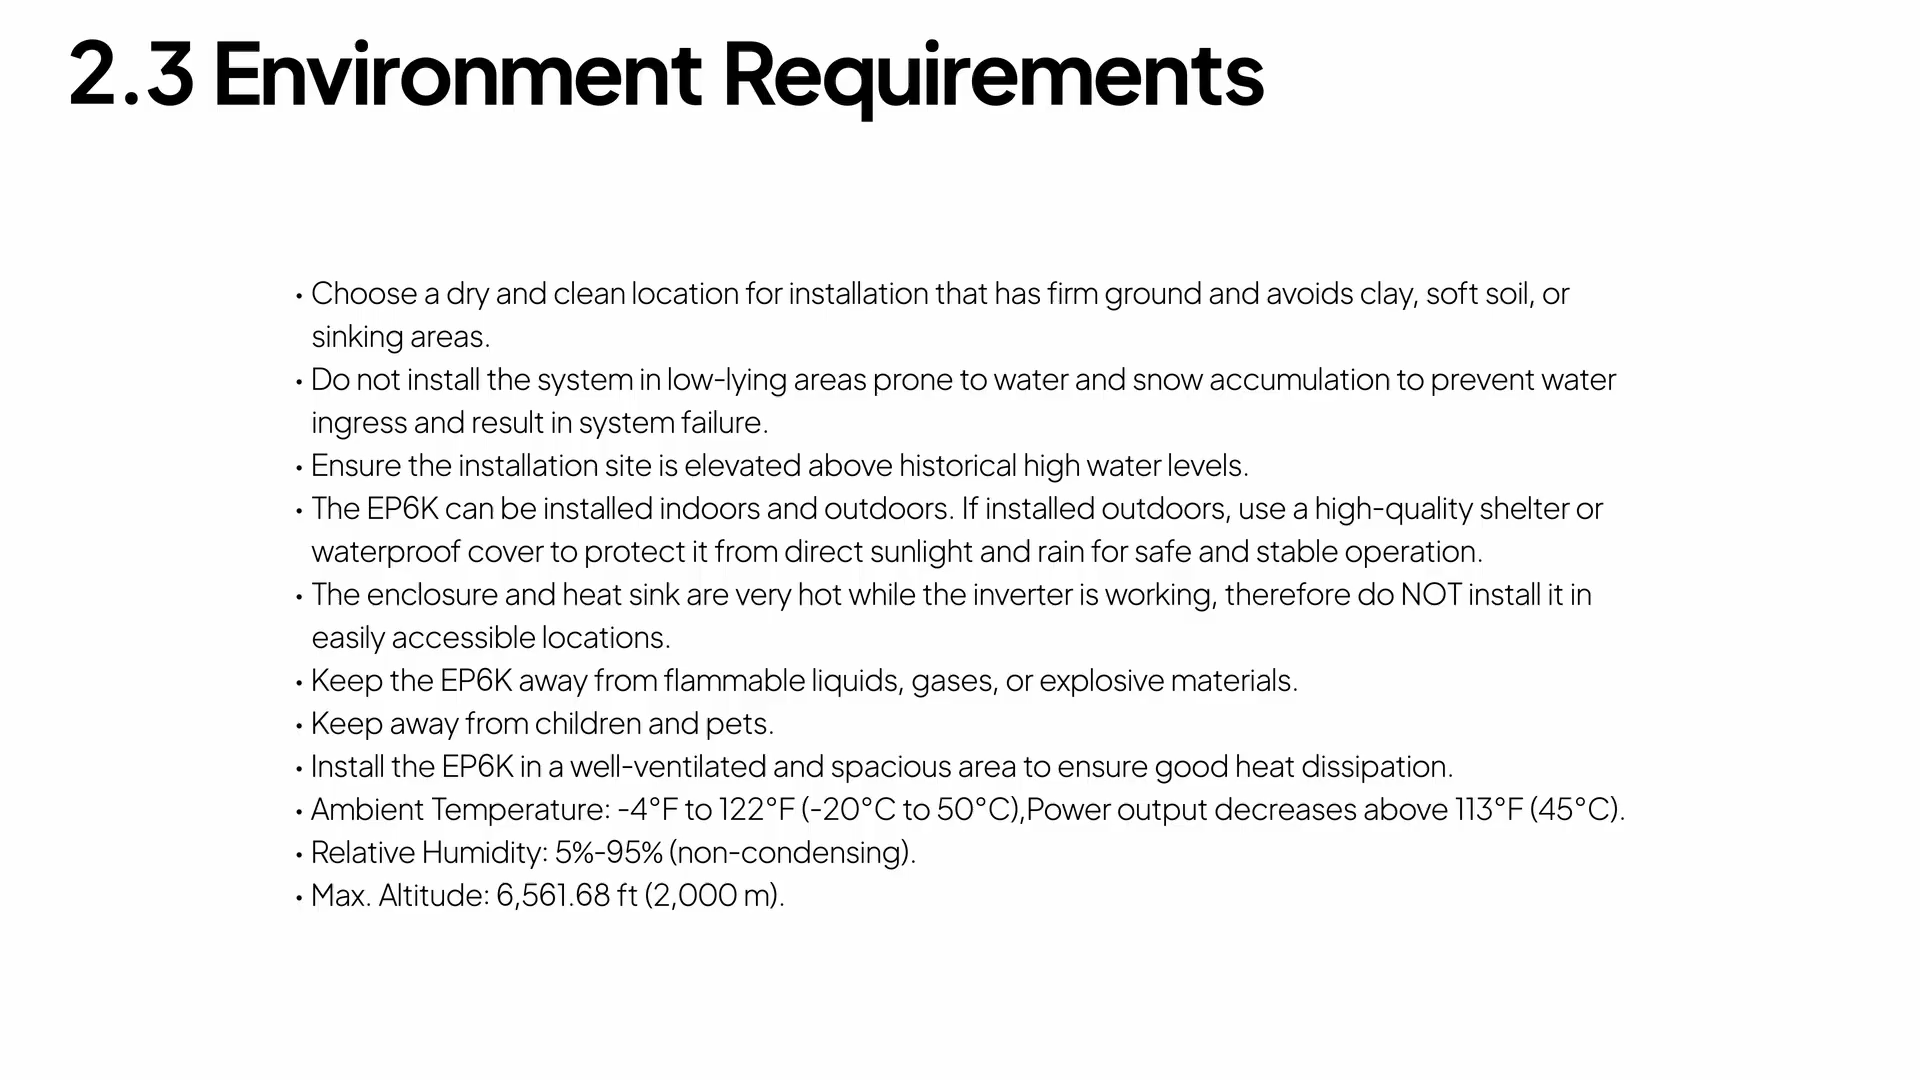 2.3 Environment Requirements
• Choose a dry and clean location for installation that has firm ground and avoids clay, soft soil, or
sinking areas.
• Do not install the system in low-lying areas prone to water and snow accumulation to prevent water
ingress and result in system failure.
• Ensure the installation site is elevated above historical high water levels.
• The EP6K can be installed indoors and outdoors. If installed outdoors, use a high-quality shelter or
waterproof cover to protect it from direct sunlight and rain for safe and stable operation.
• The enclosure and heat sink are very hot while the inverter is working, therefore do NOT install it in
easily accessible locations.
• Keep the EP6K away from flammable liquids, gases, or explosive materials.
• Keep away from children and pets.
• Install the EP6K in a well-ventilated and spacious area to ensure good heat dissipation.
• Ambient Temperature: -4°F to 122°F (-20°C to 50°C),Power output decreases above 113°F (45°C).
• Relative Humidity: 5%-95% (non-condensing).
• Max. Altitude: 6,561.68 ft (2,000 m).